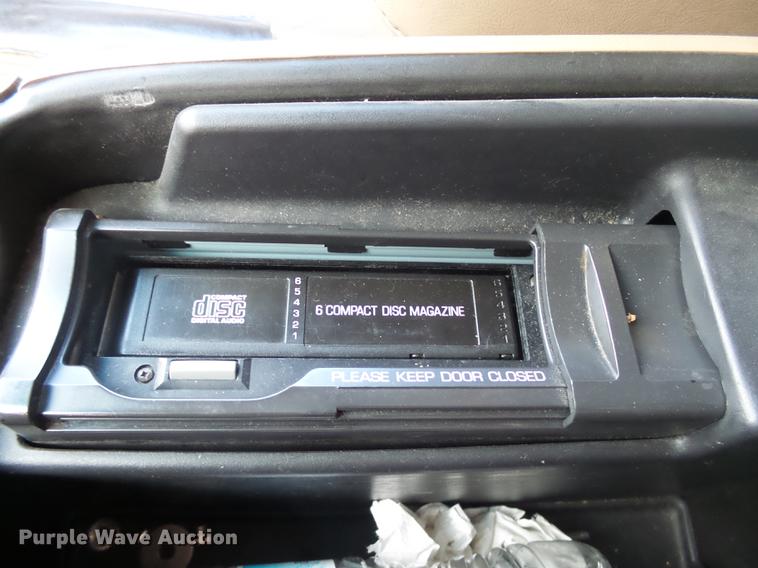 COMPACT
disc
DIGITAL AUDIO
6
5
4
3
2
1
6 COMPACT DISC MAGAZINE
PLEASE KEEP DOOR CLOSED
Purple Wave Auction